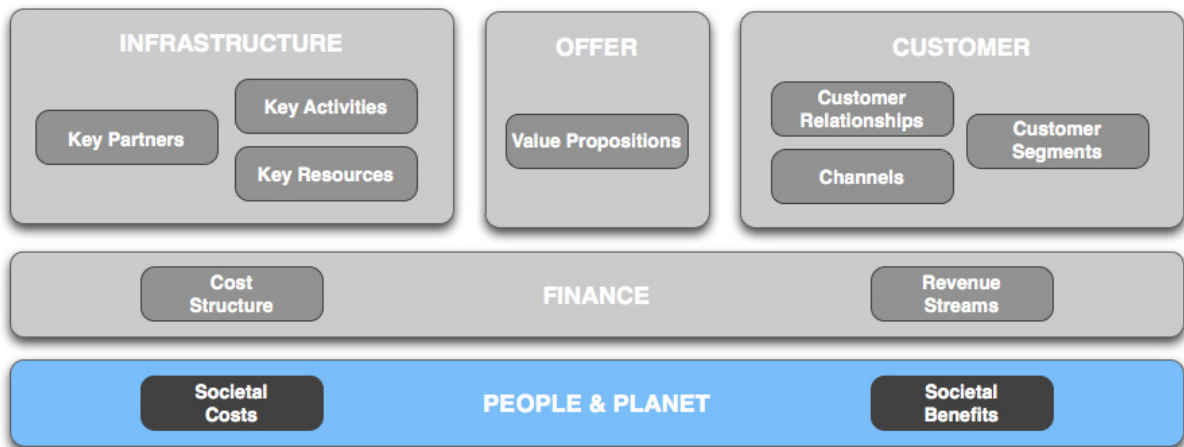 INFRASTRUCTURE
Key Partners
Key Activities
Key Resources
OFFER
Value Propositions
CUSTOMER
Customer
Relationships
Channels
Customer
Segments
Cost
Structure
FINANCE
Revenue
Streams
Societal
Costs
PEOPLE & PLANET
Societal
Benefits